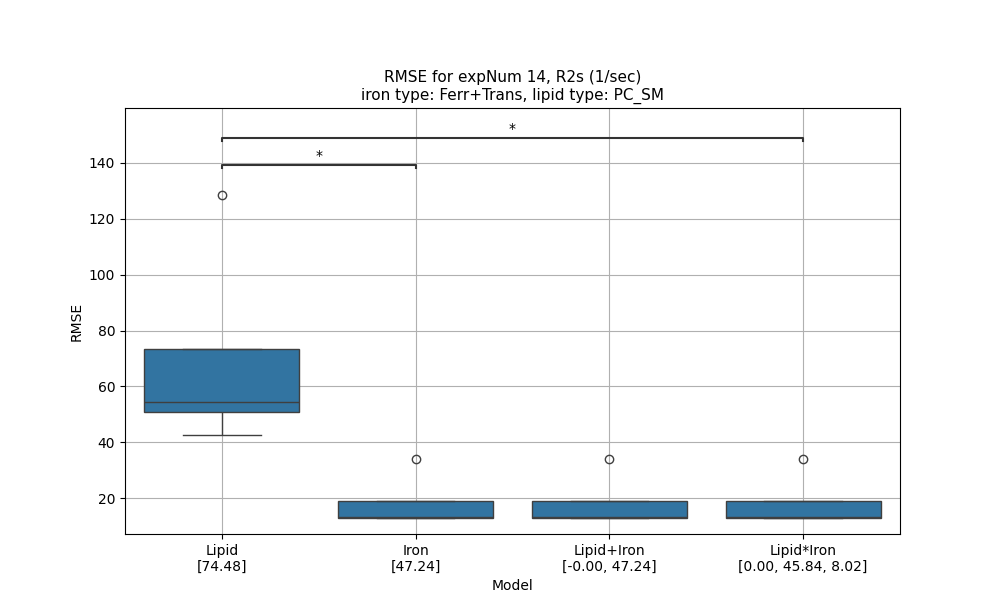 RMSE for expNum 14, R2s (1/sec)
iron type: Ferr+Trans, lipid type: PC_SM
*
*
140
120
100
80
60
40
20
RMSE
Lipid
[74.48]
Iron
[47.24]
Lipid+Iron
[-0.00, 47.24]
Lipid*Iron
[0.00, 45.84, 8.02]
Model